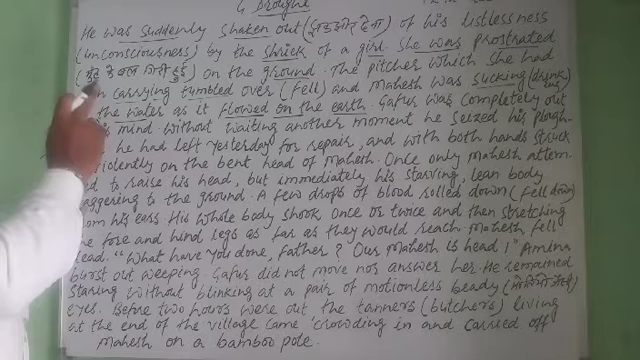 4 Drought
He was suddenly shaken out (झकझोर देना) of his listlessness
(unconsciousness) by the shrick of a girl. She was prostrated
(मुँह के बल गिरी हुई) on the ground. The pitcher which she had
carrying tumbled over (fell) and Mahesh was sucking (drink
ing)
the water as it flowed on the earth. Gafur was completely out
his mind. Without waiting another moment he seized his plough-
he had left yesterday for repair, and with both hands struck
violently on the bent head of Mahesh. Once only Mahesh attem-
to raise his head, but immediately his starving, lean body
aggering to the ground. A few drops of blood rolled down (fell down)
his ears. His whole body shook once or twice and then stretching
fore and hind legs as far as they would reach Mahesh fell
"What have you done, Father? Our Mahesh is head!" Amina
burst out weeping. Gafur did not move nor answer her. He remained
staring without blinking at a pair of motionless beady
eyes. Before two hours were out the tanners (butchers) living
at the end of the village came crowding in and carried off
Mahesh on a bamboo pole.